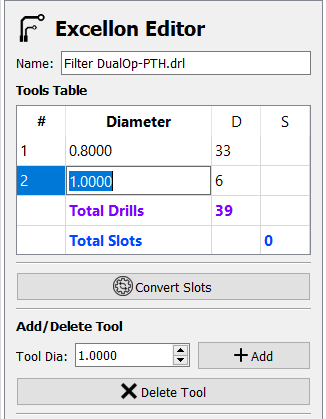 Excellon Editor
Name: Filter DualOp-PTH.drl
Tools Table
# Diameter D S
1 0.8000 33
2 1.0000 6
Total Drills 39
Total Slots 0
Convert Slots
Add/Delete Tool
Tool Dia: 1.0000 Add
Delete Tool